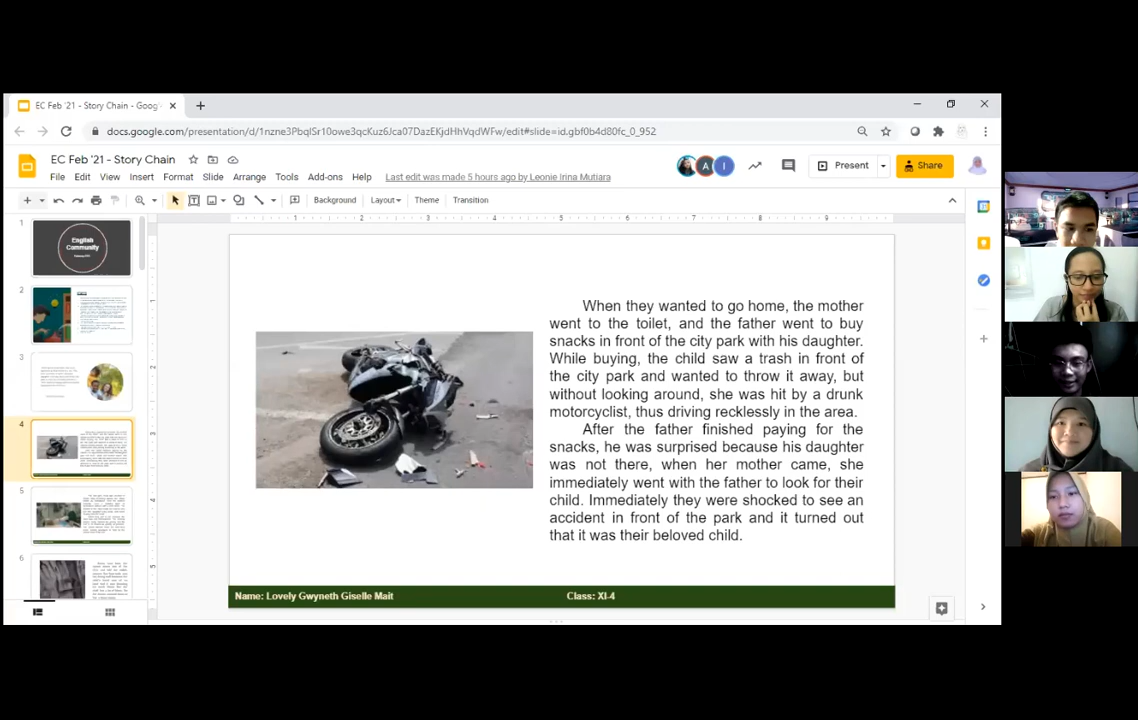 EC Feb '21 - Story Chain - Goog
docs.google.com/presentation/d/1nzne3PbqlSr10owe3qcKuz6Jca07DazEKjdHhVqdWFw/edit#slide=id.gbf0b4d80fc_0_952
EC Feb '21 - Story Chain
File Edit View Insert Format Slide Arrange Tools Add-ons Help Last edit was made 5 hours ago by Leonie Irina Mutiara
A I Present Share
Background Layout Theme Transition
1 English
Community
2
3
4
5
6
When they wanted to go home, the mother
went to the toilet, and the father went to buy
snacks in front of the city park with his daughter.
While buying, the child saw a trash in front of
the city park and wanted to throw it away, but
without looking around, she was hit by a drunk
motorcyclist, thus driving recklessly in the area.
After the father finished paying for the
snacks, he was surprised because his daughter
was not there, when her mother came, she
immediately went with the father to look for their
child. Immediately they were shocked to see an
accident in front of the park and it turned out
that it was their beloved child.
Name: Lovely Gwyneth Giselle Mait Class: XI-4